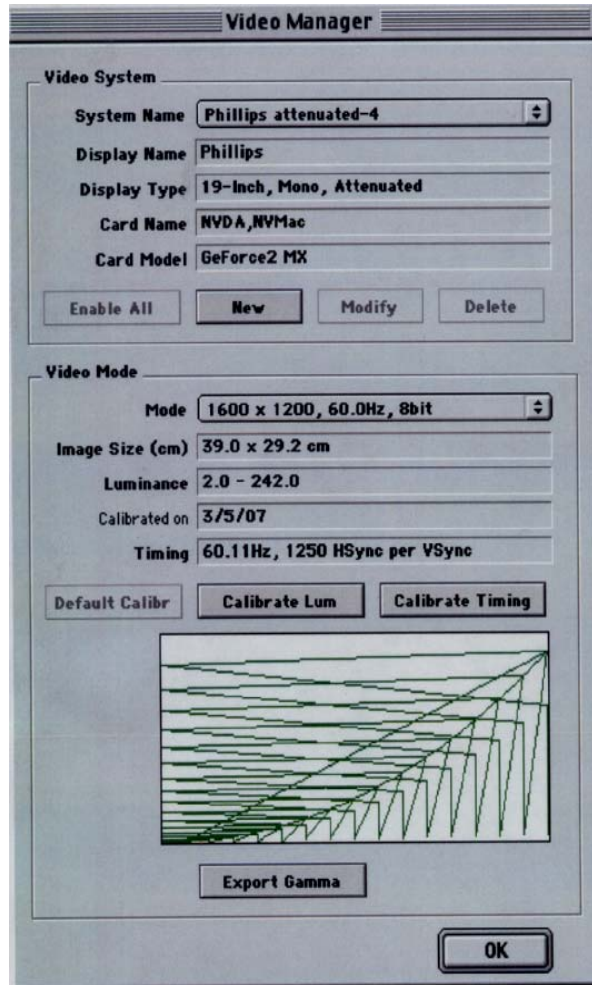 Video Manager
Video System
System Name Phillips attenuated-4
Display Name Phillips
Display Type 19-Inch, Mono, Attenuated
Card Name NVDA,NVMac
Card Model GeForce2 MX
Enable All New Modify Delete
Video Mode
Mode 1600 x 1200, 60.0Hz, 8bit
Image Size (cm) 39.0 x 29.2 cm
Luminance 2.0 - 242.0
Calibrated on 3/5/07
Timing 60.11Hz, 1250 HSync per VSync
Default Calibr Calibrate Lum Calibrate Timing
Export Gamma
OK